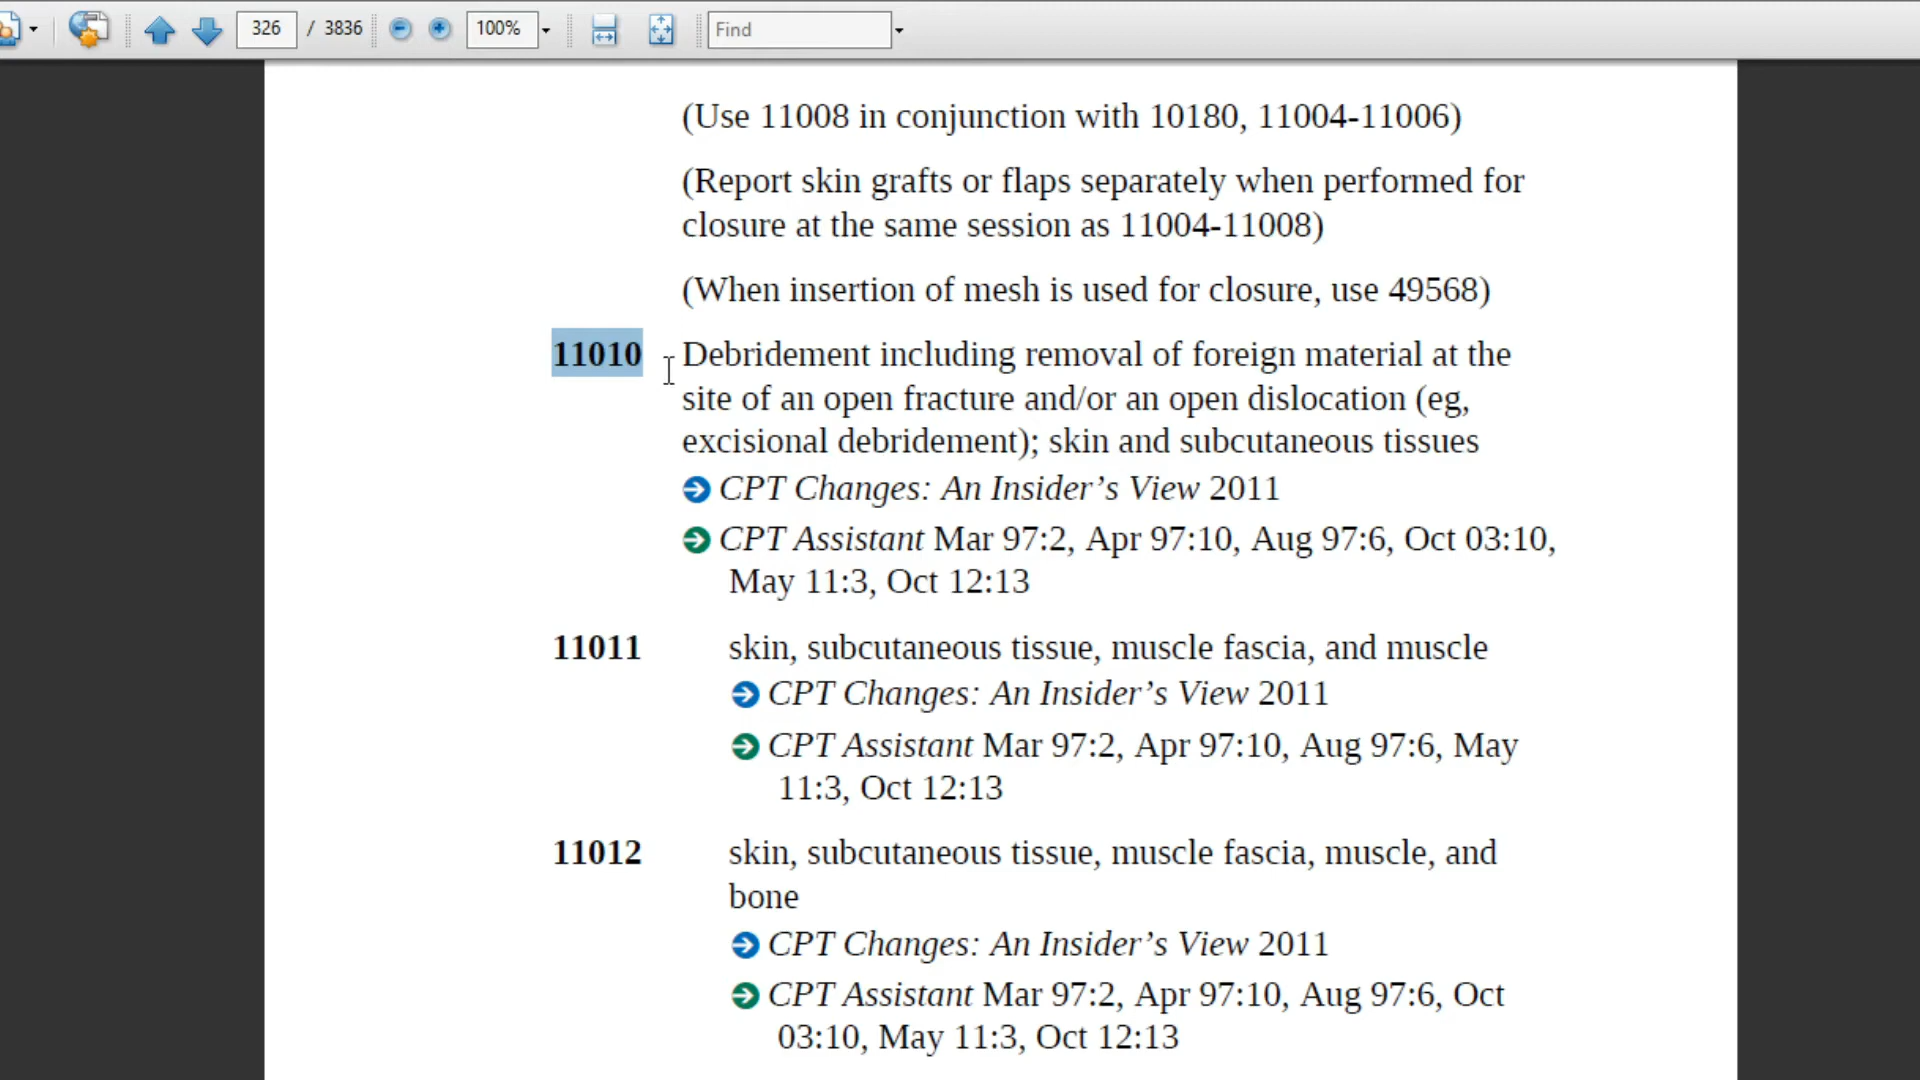 326 / 3836 100% Find
(Use 11008 in conjunction with 10180, 11004-11006)
(Report skin grafts or flaps separately when performed for
closure at the same session as 11004-11008)
(When insertion of mesh is used for closure, use 49568)
11010 Debridement including removal of foreign material at the
site of an open fracture and/or an open dislocation (eg,
excisional debridement); skin and subcutaneous tissues
CPT Changes: An Insider’s View 2011
CPT Assistant Mar 97:2, Apr 97:10, Aug 97:6, Oct 03:10,
May 11:3, Oct 12:13
11011 skin, subcutaneous tissue, muscle fascia, and muscle
CPT Changes: An Insider’s View 2011
CPT Assistant Mar 97:2, Apr 97:10, Aug 97:6, May
11:3, Oct 12:13
11012 skin, subcutaneous tissue, muscle fascia, muscle, and
bone
CPT Changes: An Insider’s View 2011
CPT Assistant Mar 97:2, Apr 97:10, Aug 97:6, Oct
03:10, May 11:3, Oct 12:13